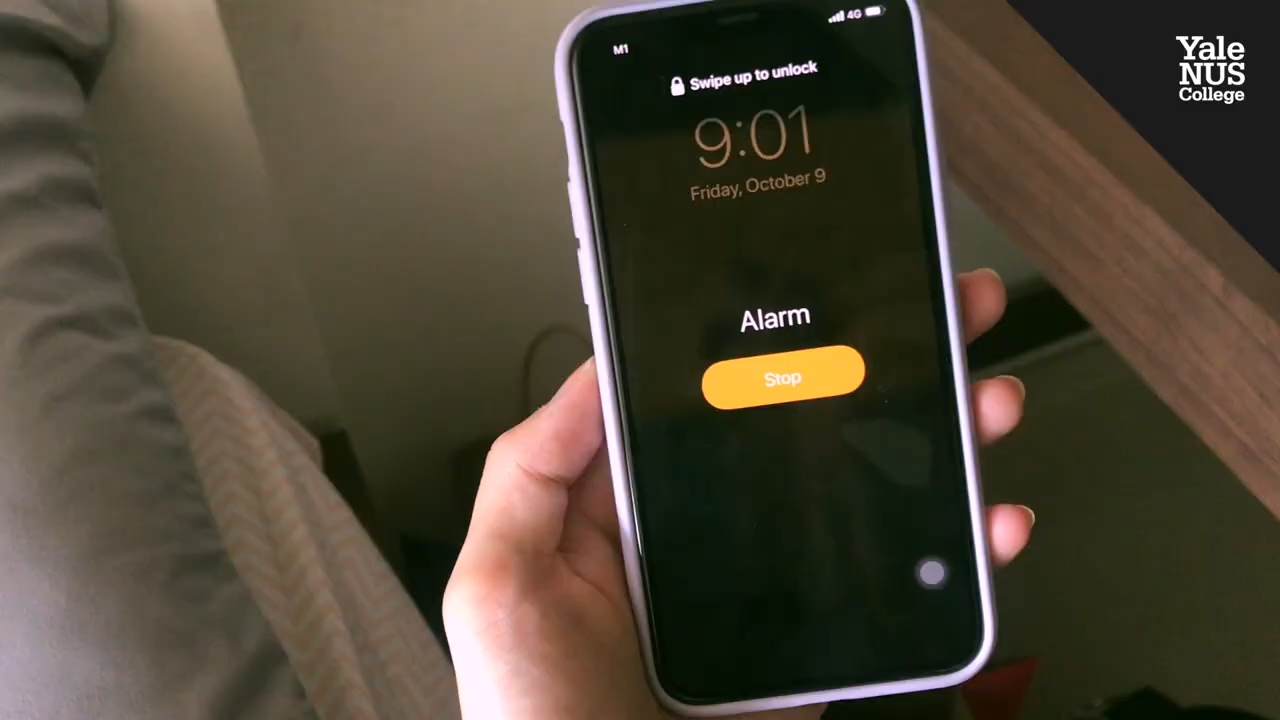 M1
4G
Swipe up to unlock
9:01
Friday, October 9
Alarm
Stop
Yale
NUS
College